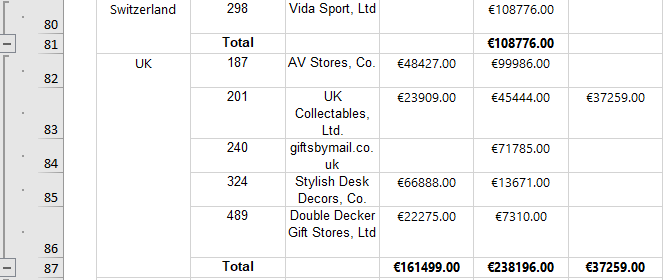 Switzerland 298 Vida Sport, Ltd €108776.00
80
81 Total €108776.00
UK 187 AV Stores, Co. €48427.00 €99986.00
82
201 UK €23909.00 €45444.00 €37259.00
Collectables,
Ltd.
83
240 giftsbymail.co. €71785.00
uk
84
324 Stylish Desk €66888.00 €13671.00
Decors, Co.
85
489 Double Decker €22275.00 €7310.00
Gift Stores, Ltd
86
87 Total €161499.00 €238196.00 €37259.00